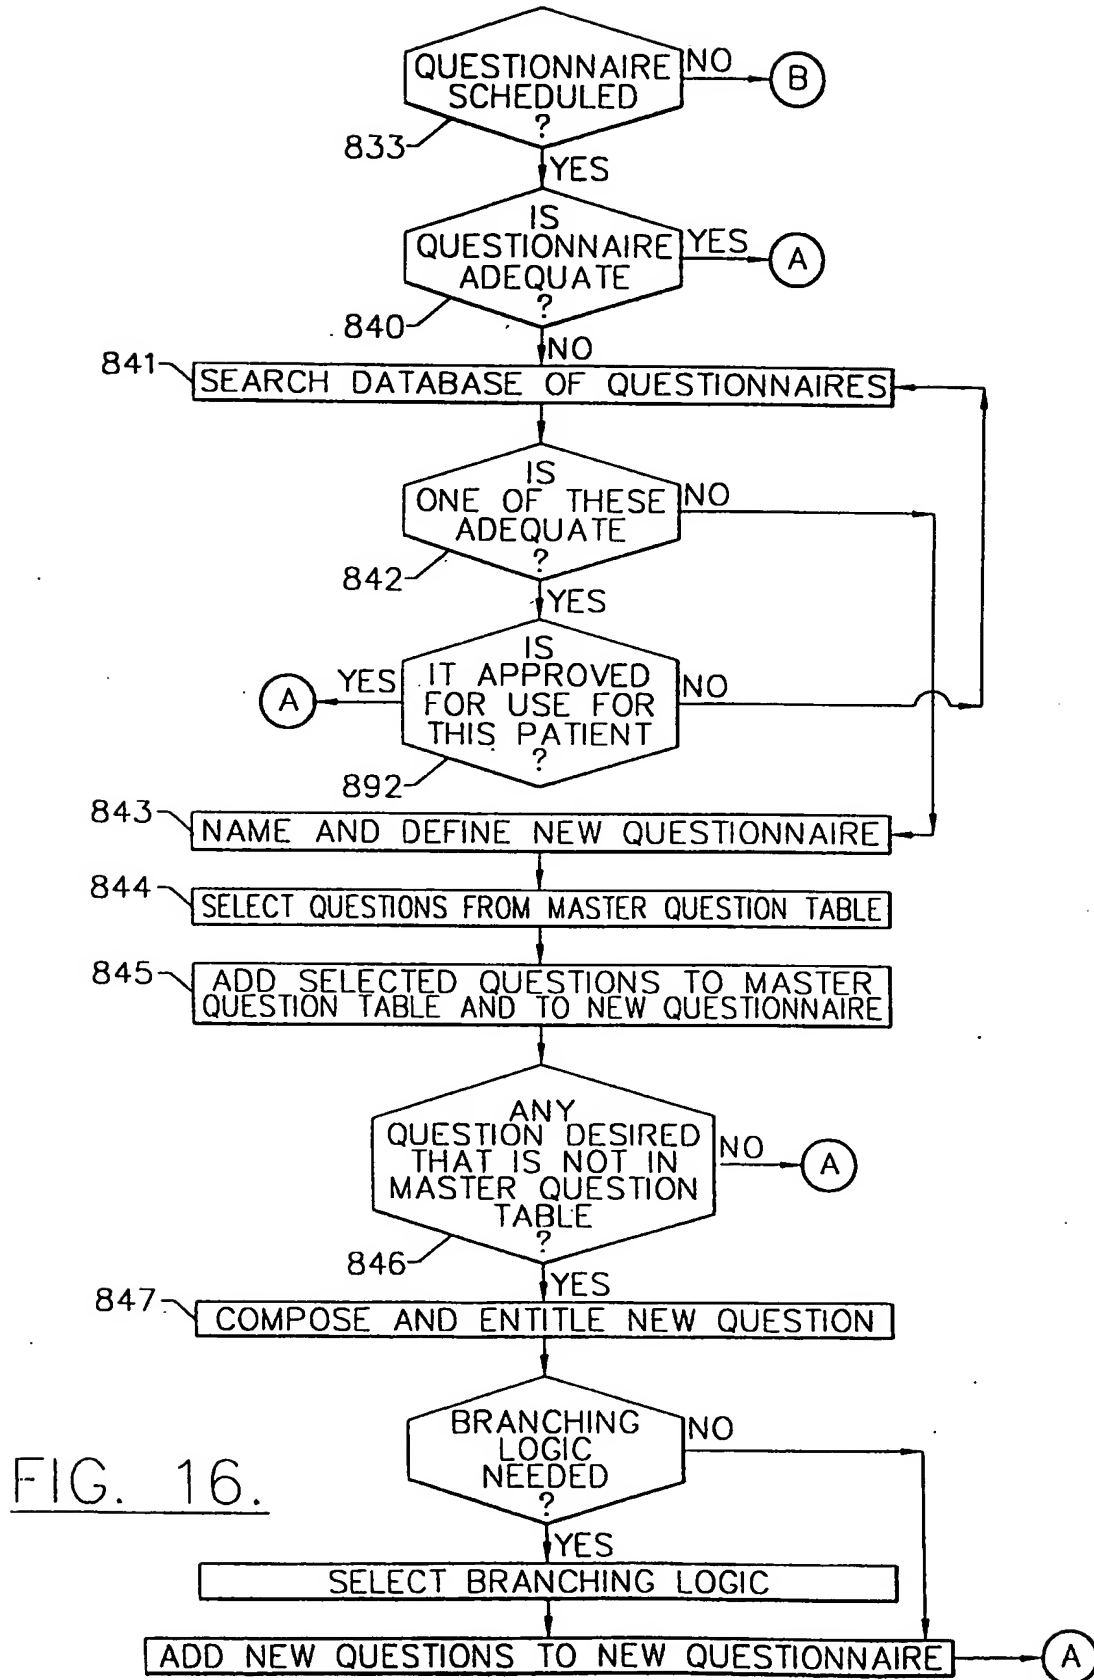 QUESTIONNAIRE
SCHEDULED
?
NO
B
833
YES
IS
QUESTIONNAIRE
ADEQUATE
?
YES
A
840
NO
841
SEARCH DATABASE OF QUESTIONNAIRES
IS
ONE OF THESE
ADEQUATE
?
NO
842
YES
IS
IT APPROVED
FOR USE FOR
THIS PATIENT
?
YES
A
NO
892
843
NAME AND DEFINE NEW QUESTIONNAIRE
844
SELECT QUESTIONS FROM MASTER QUESTION TABLE
845
ADD SELECTED QUESTIONS TO MASTER
QUESTION TABLE AND TO NEW QUESTIONNAIRE
ANY
QUESTION DESIRED
THAT IS NOT IN
MASTER QUESTION
TABLE
?
NO
A
846
YES
847
COMPOSE AND ENTITLE NEW QUESTION
BRANCHING
LOGIC
NEEDED
?
NO
YES
FIG. 16.
SELECT BRANCHING LOGIC
ADD NEW QUESTIONS TO NEW QUESTIONNAIRE
A